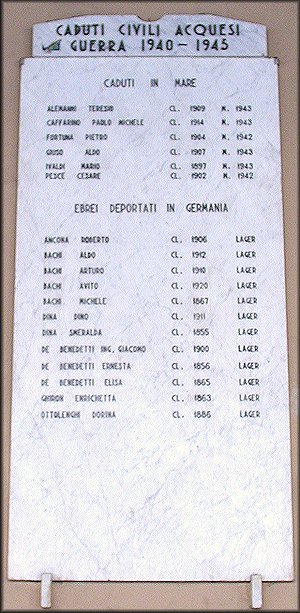 CADUTI CIVILI ACQUESI
GUERRA 1940 - 1945
CADUTI IN MARE
ALEMANNI TERESIO CL. 1909 M. 1943
CAFFARINO PAOLO MICHELE CL. 1914 M. 1943
FORTUNA PIETRO CL. 1904 M. 1942
GIUSO ALDO CL. 1907 M. 1943
IVALDI MARIO CL. 1897 M. 1943
PESCE CESARE CL. 1902 M. 1942
EBREI DEPORTATI IN GERMANIA
ANCONA ROBERTO CL. 1906 LAGER
BACHI ALDO CL. 1912 LAGER
BACHI ARTURO CL. 1910 LAGER
BACHI AVITO CL. 1920 LAGER
BACHI MICHELE CL. 1867 LAGER
DINA DINO CL. 1911 LAGER
DINA SMERALDA CL. 1855 LAGER
DE BENEDETTI ING. GIACOMO CL. 1900 LAGER
DE BENEDETTI ERNESTA CL. 1856 LAGER
DE BENEDETTI ELISA CL. 1865 LAGER
GHIRON ENRICHETTA CL. 1863 LAGER
OTTOLENGHI DORINA CL. 1886 LAGER